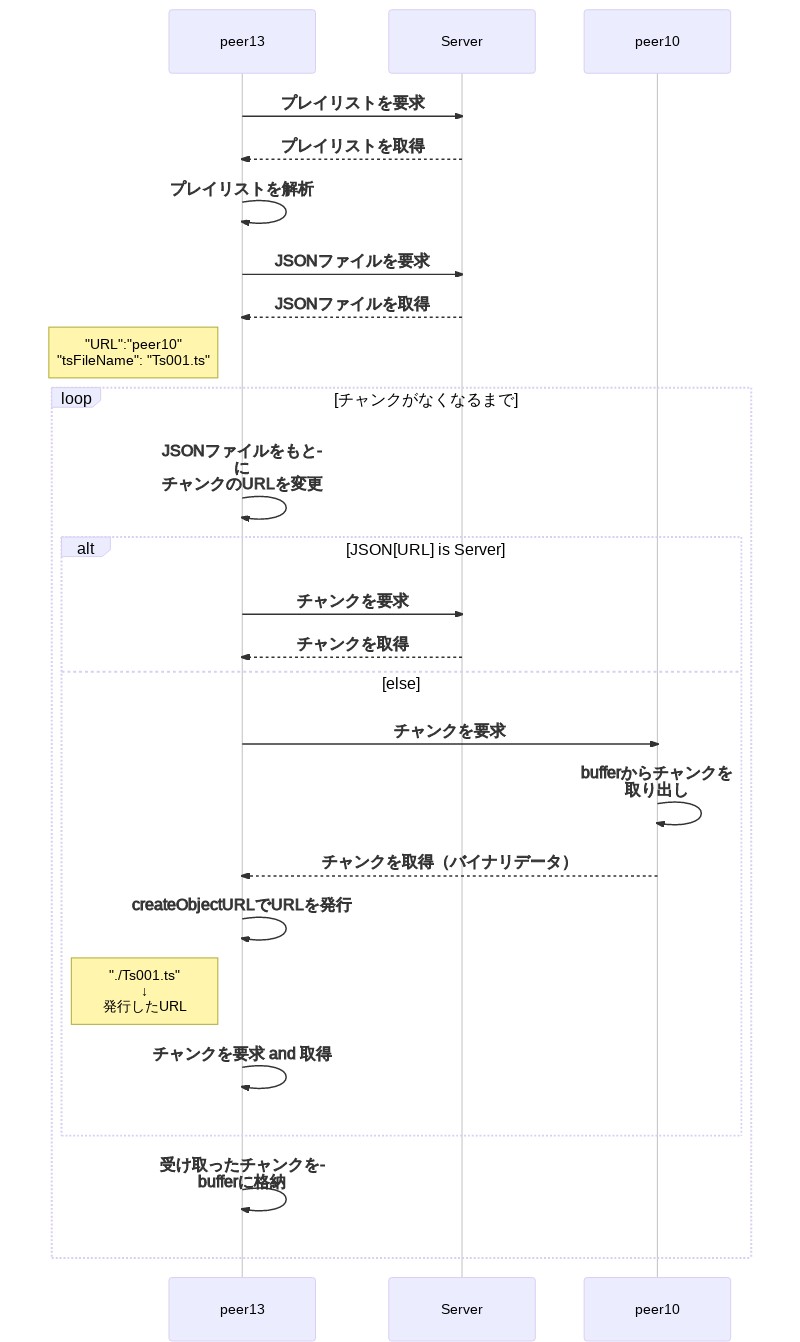 peer13
Server
peer10
プレイリストを要求
プレイリストを取得
プレイリストを解析
JSONファイルを要求
JSONファイルを取得
"URL":"peer10"
"tsFileName": "Ts001.ts"
loop
[チャンクがなくなるまで]
JSONファイルをもと-
に
チャンクのURLを変更
alt
[JSON[URL] is Server]
チャンクを要求
チャンクを取得
[else]
チャンクを要求
bufferからチャンクを
取り出し
チャンクを取得（バイナリデータ）
createObjectURLでURLを発行
"./Ts001.ts"
↓
発行したURL
チャンクを要求 and 取得
受け取ったチャンクを-
bufferに格納
peer13
Server
peer10